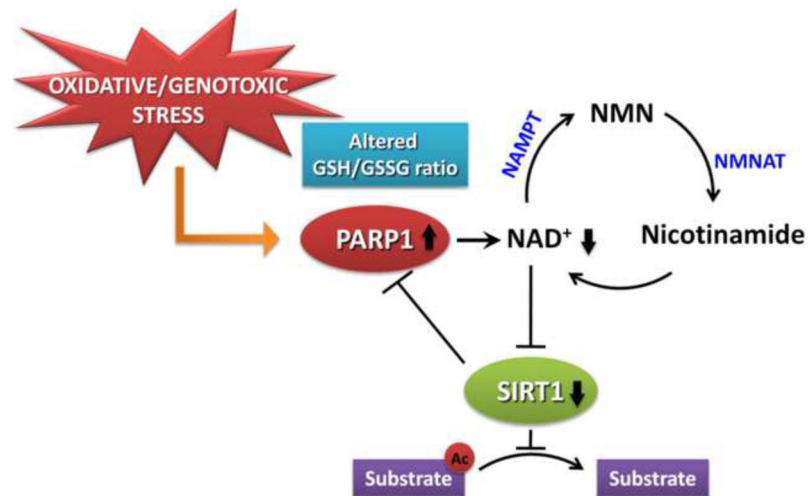 OXIDATIVE/GENOTOXIC
STRESS
Altered
GSH/GSSG ratio
NAMPT
NMN
NMNAT
PARP1
NAD⁺
Nicotinamide
SIRT1
Ac
Substrate
Substrate